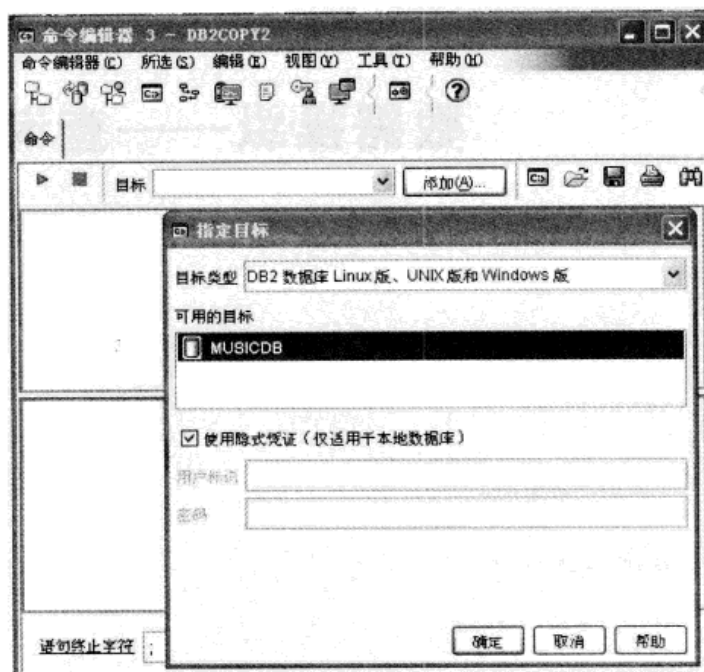 命令编辑器 3 - DB2COPY2
命令编辑器(C) 所选(S) 编辑(E) 视图(V) 工具(T) 帮助(H)
命令
目标 添加(A)...
指定目标
目标类型 DB2 数据库 Linux 版、UNIX 版和 Windows 版
可用的目标
MUSICDB
使用隐式凭证(仅适用于本地数据库)
用户标识
密码
语句终止字符 ;
确定 取消 帮助